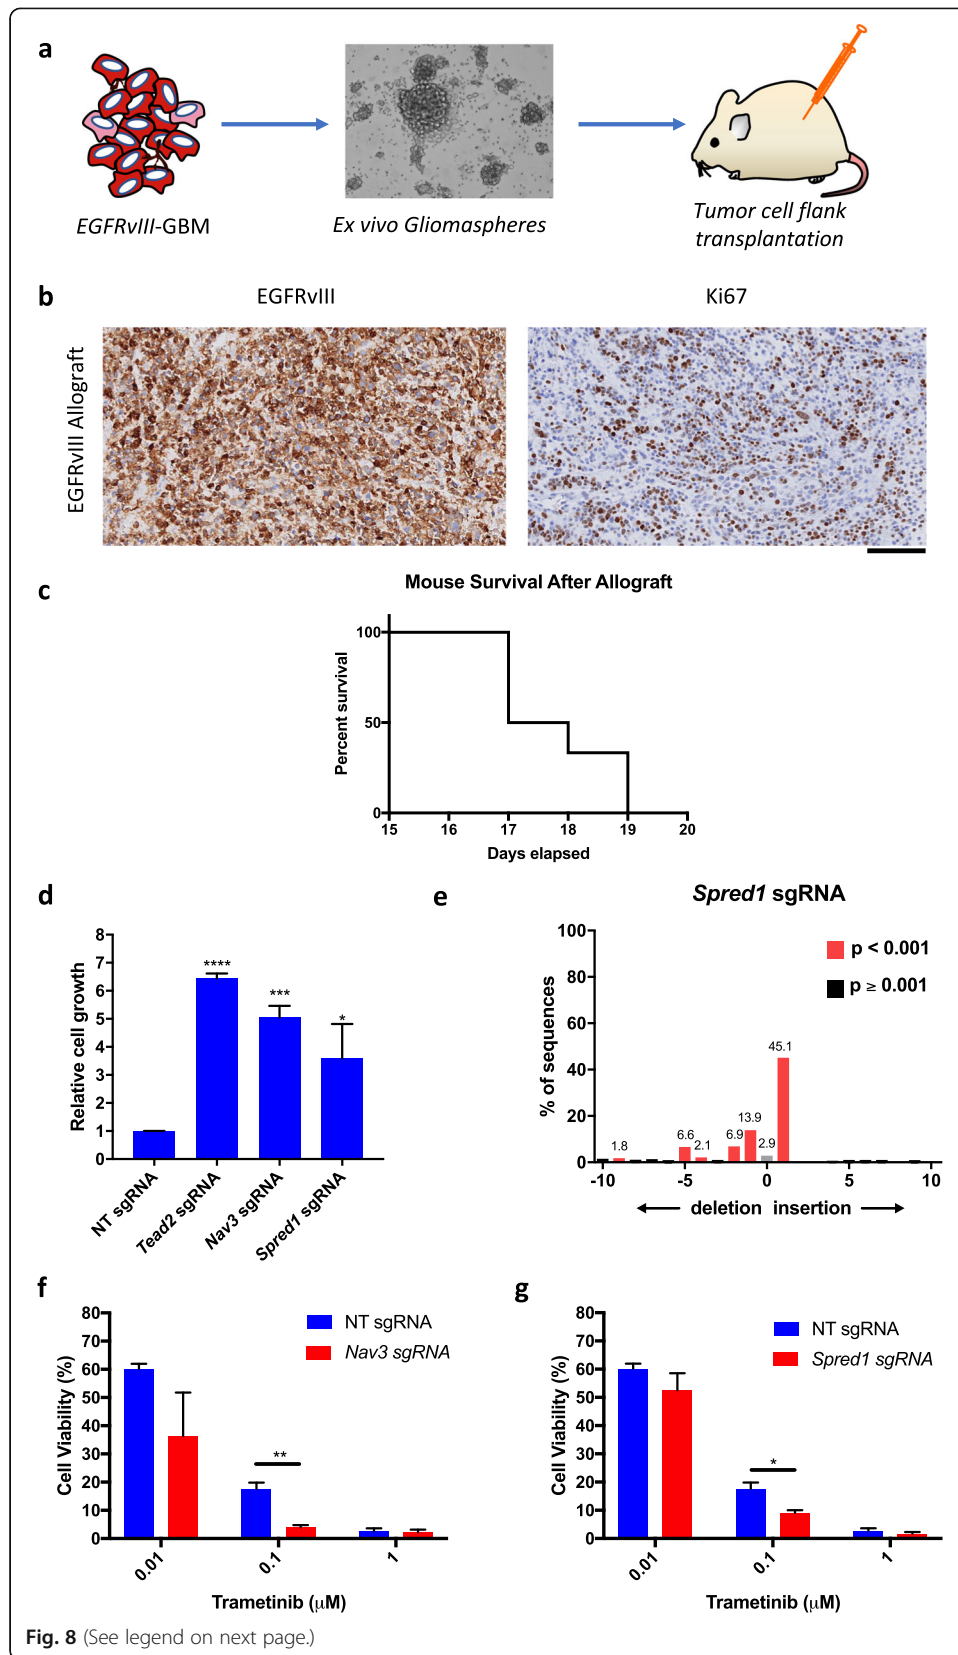 a
EGFRvIII-GBM
Ex vivo Gliomaspheres
Tumor cell flank
transplantation
b
EGFRvIII
Ki67
EGFRvIII Allograft
c
Mouse Survival After Allograft
Percent survival
100
50
0
15 16 17 18 19 20
Days elapsed
d
Relative cell growth
8
7
6
5
4
3
2
1
0
****
***
*
NT sgRNA
Tead2 sgRNA
Nav3 sgRNA
Spred1 sgRNA
e
Spred1 sgRNA
% of sequences
100
80
60
40
20
0
p < 0.001
p ≥ 0.001
1.8
6.6
2.1
6.9
13.9
2.9
45.1
-10 -5 0 5 10
← deletion insertion →
f
Cell Viability (%)
80
70
60
50
40
30
20
10
0
NT sgRNA
Nav3 sgRNA
**
0.01
0.1
1
Trametinib (μM)
g
Cell Viability (%)
80
70
60
50
40
30
20
10
0
NT sgRNA
Spred1 sgRNA
*
0.01
0.1
1
Trametinib (μM)
Fig. 8 (See legend on next page.)